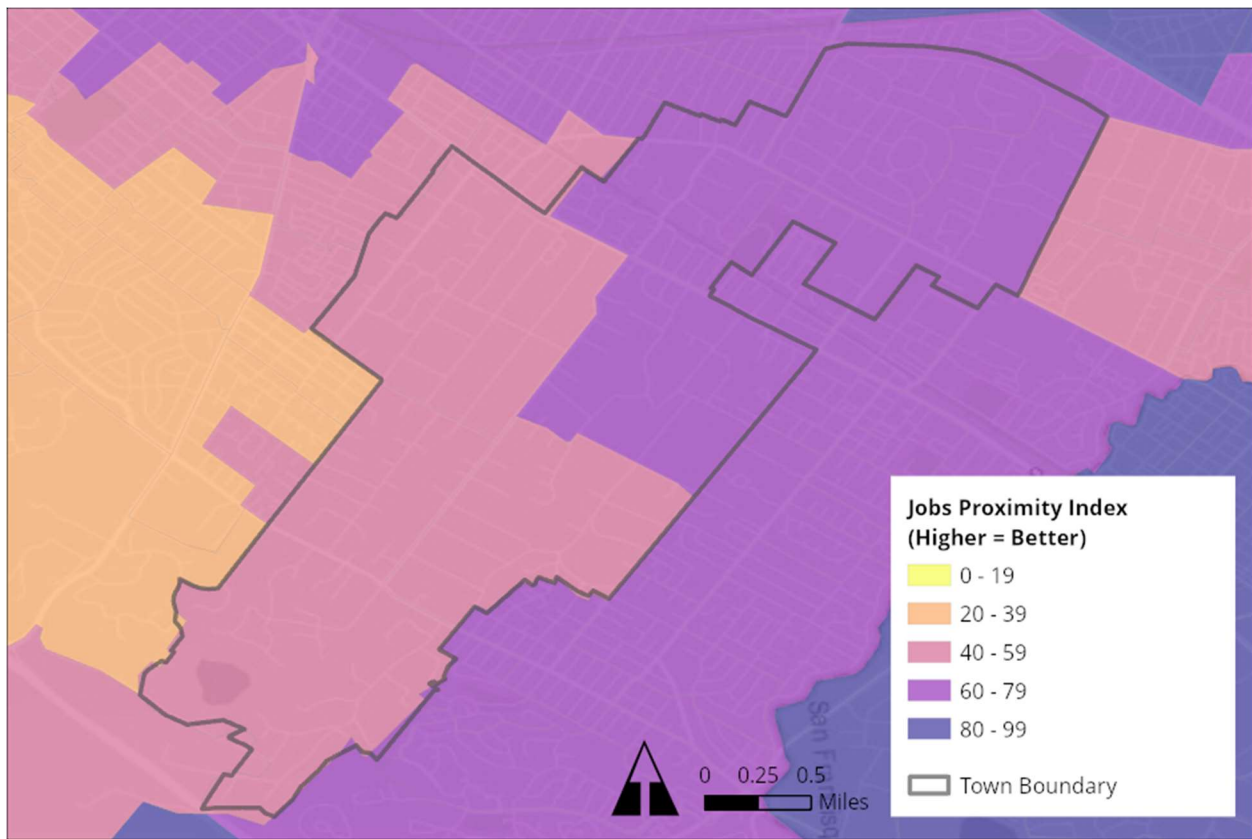 Jobs Proximity Index
(Higher = Better)
0 - 19
20 - 39
40 - 59
60 - 79
80 - 99
Town Boundary
0 0.25 0.5
Miles
San